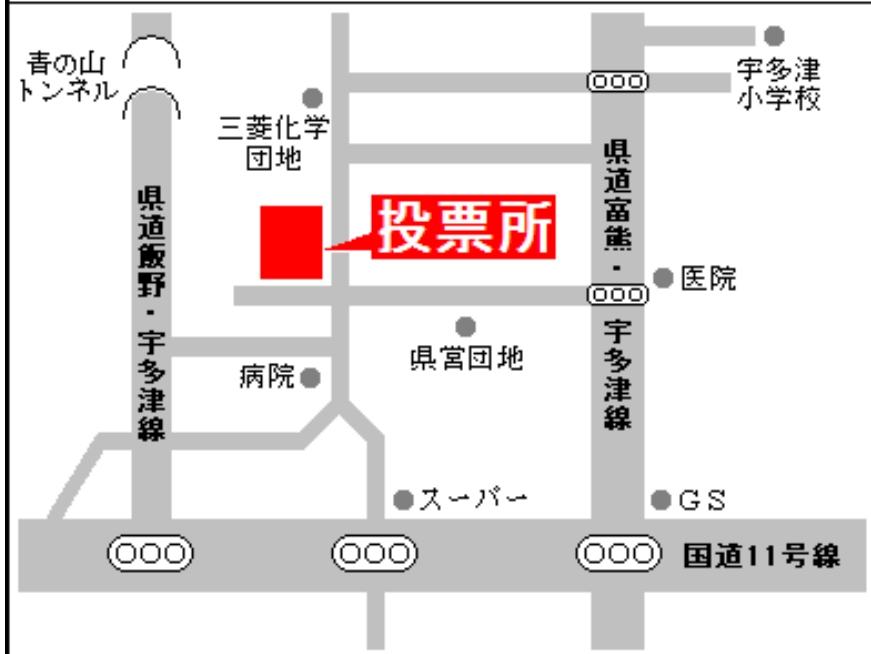 青の山
トンネル
宇多津
小学校
三菱化学
団地
県道富熊・宇多津線
県道飯野・宇多津線
投票所
医院
県営団地
病院
スーパー
GS
国道11号線